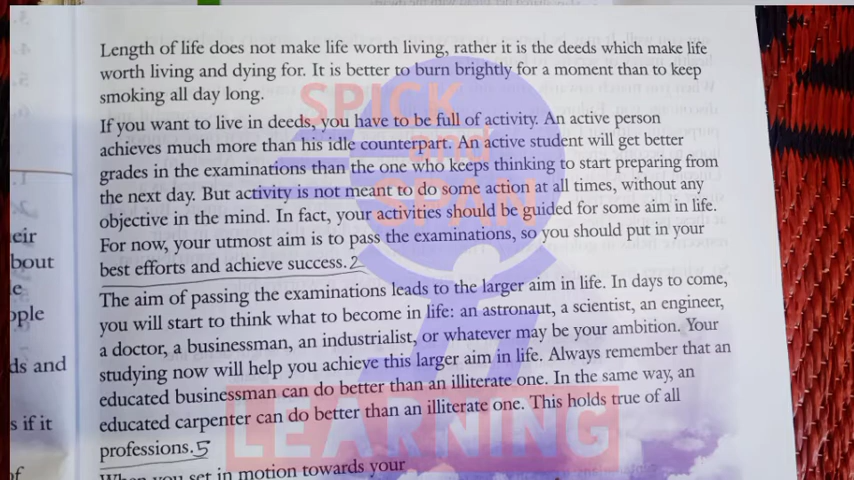 Length of life does not make life worth living, rather it is the deeds which make life
worth living and dying for. It is better to burn brightly for a moment than to keep
smoking all day long.
If you want to live in deeds, you have to be full of activity. An active person
achieves much more than his idle counterpart. An active student will get better
grades in the examinations than the one who keeps thinking to start preparing from
the next day. But activity is not meant to do some action at all times, without any
objective in the mind. In fact, your activities should be guided for some aim in life.
For now, your utmost aim is to pass the examinations, so you should put in your
best efforts and achieve success.2
The aim of passing the examinations leads to the larger aim in life. In days to come,
you will start to think what to become in life: an astronaut, a scientist, an engineer,
a doctor, a businessman, an industrialist, or whatever may be your ambition. Your
studying now will help you achieve this larger aim in life. Always remember that an
educated businessman can do better than an illiterate one. In the same way, an
educated carpenter can do better than an illiterate one. This holds true of all
professions.5
When you set in motion towards your
eir
bout
ople
ds and
s if it
of
SPICK
and
SPAN
LEARNING